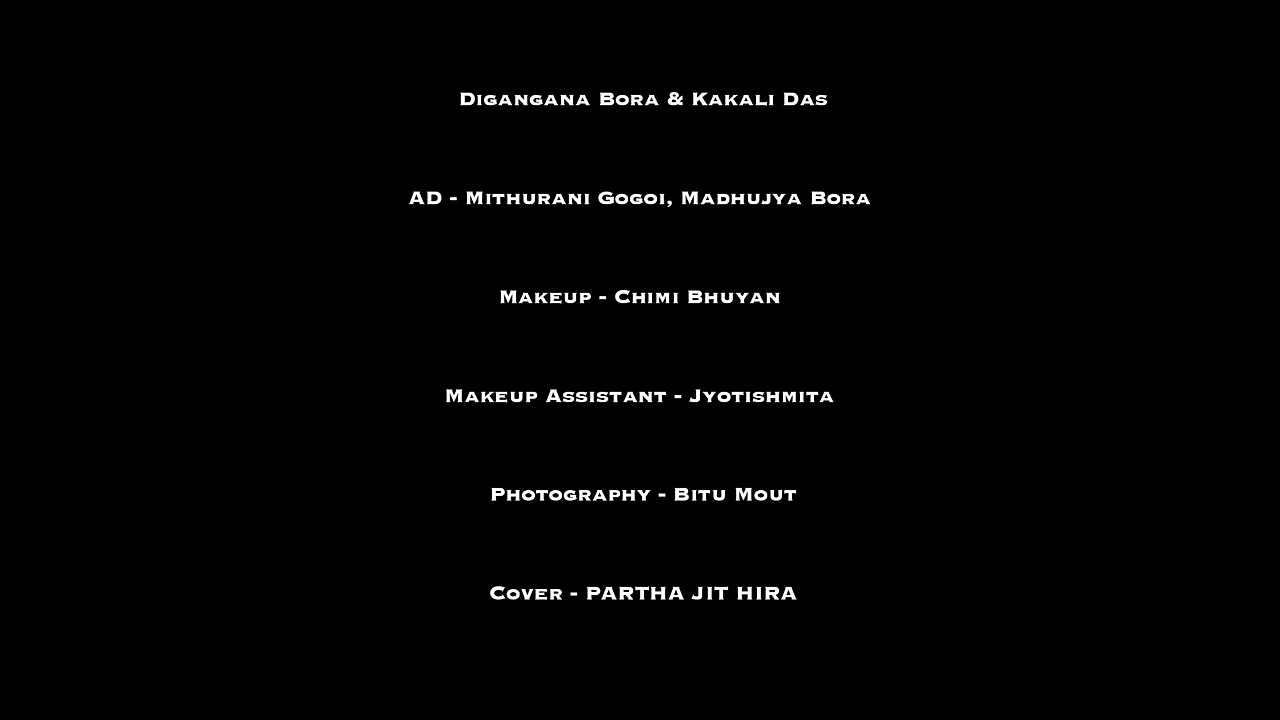 Digangana Bora & Kakali Das
AD - Mithurani Gogoi, Madhujya Bora
Makeup - Chimi Bhuyan
Makeup Assistant - Jyotishmita
Photography - Bitu Mout
Cover - PARTHA JIT HIRA